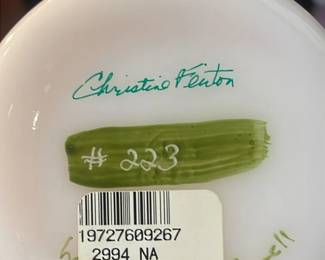 Christine Fenton
# 223
19727609267
2994 NA